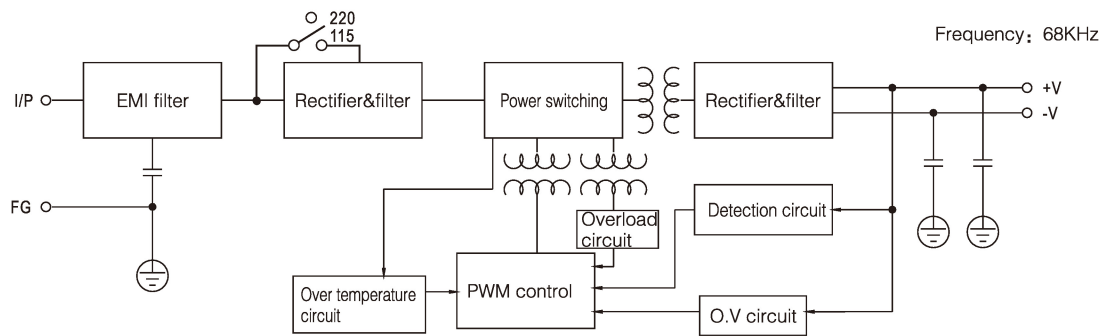 220
115
Frequency: 68KHz
I/P
EMI filter
Rectifier&filter
Power switching
Rectifier&filter
+V
-V
FG
Overload
circuit
Detection circuit
Over temperature
circuit
PWM control
O.V circuit